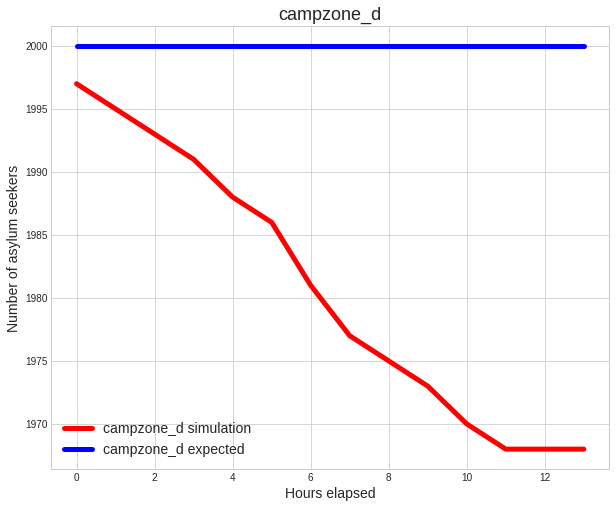 campzone_d
2000
1995
1990
1985
1980
1975
1970
Number of asylum seekers
campzone_d simulation
campzone_d expected
0 2 4 6 8 10 12
Hours elapsed